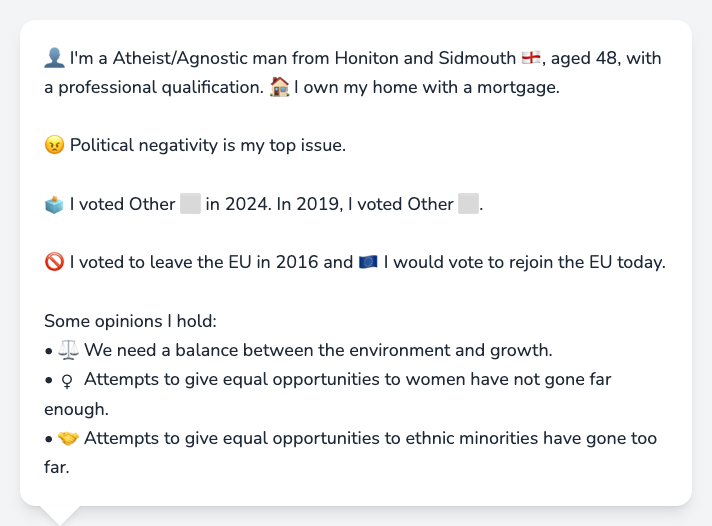 👤 I'm a Atheist/Agnostic man from Honiton and Sidmouth 🏴󠁧󠁢󠁥󠁮󠁧󠁿, aged 48, with
a professional qualification. 🏠 I own my home with a mortgage.
😠 Political negativity is my top issue.
🗳️ I voted Other ⬜ in 2024. In 2019, I voted Other ⬜.
🚫 I voted to leave the EU in 2016 and 🇪🇺 I would vote to rejoin the EU today.
Some opinions I hold:
• ⚖️ We need a balance between the environment and growth.
• ♀ Attempts to give equal opportunities to women have not gone far
enough.
• 🤝 Attempts to give equal opportunities to ethnic minorities have gone too
far.